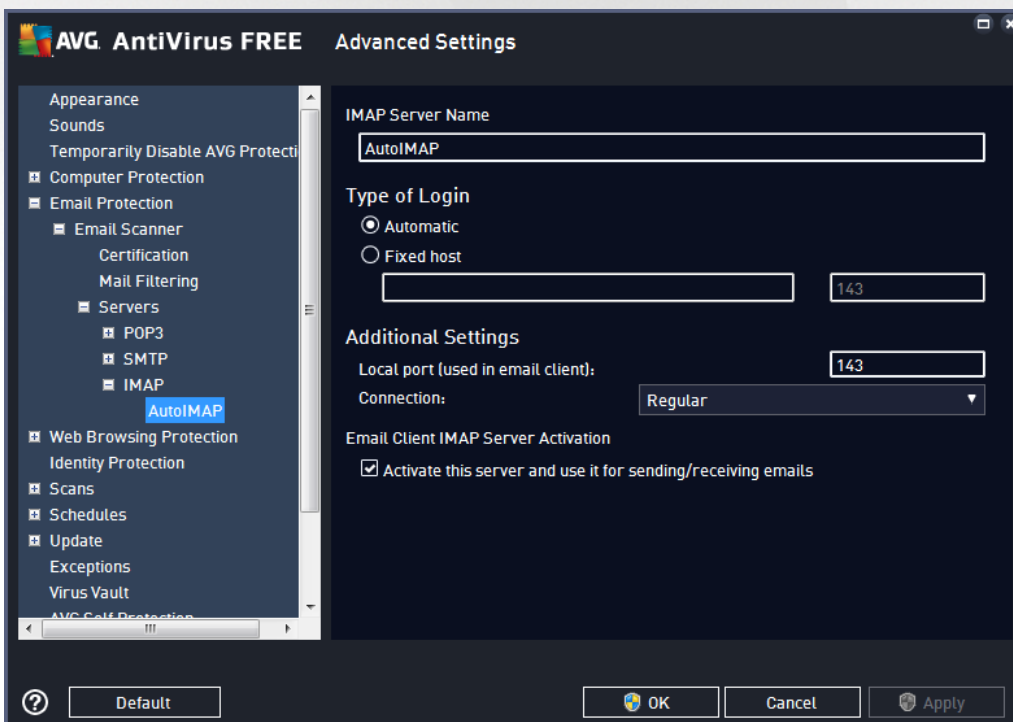 AVG AntiVirus FREE Advanced Settings
Appearance
Sounds
Temporarily Disable AVG Protecti
Computer Protection
Email Protection
Email Scanner
Certification
Mail Filtering
Servers
POP3
SMTP
IMAP
AutoIMAP
Web Browsing Protection
Identity Protection
Scans
Schedules
Update
Exceptions
Virus Vault
AVG Self Protection
IMAP Server Name
AutoIMAP
Type of Login
Automatic
Fixed host
143
Additional Settings
Local port (used in email client):
143
Connection:
Regular
Email Client IMAP Server Activation
Activate this server and use it for sending/receiving emails
Default
OK
Cancel
Apply